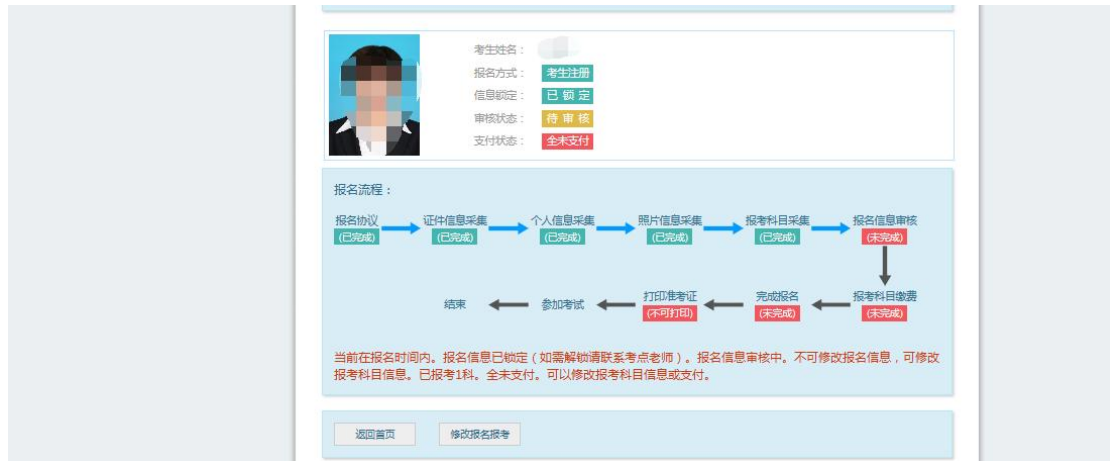 考生姓名：
报名方式： 考生注册
信息锁定： 已 锁 定
审核状态： 待 审 核
支付状态： 全未支付
报名流程：
报名协议 证件信息采集 个人信息采集 照片信息采集 报考科目采集 报名信息审核
(已完成) (已完成) (已完成) (已完成) (已完成) (未完成)
结束 参加考试 打印准考证 完成报名 报考科目缴费
(不可打印) (未完成) (未完成)
当前在报名时间内。报名信息已锁定（如需解锁请联系考点老师）。报名信息审核中。不可修改报名信息，可修改
报考科目信息。已报考1科。全未支付。可以修改报考科目信息或支付。
返回首页 修改报名报考